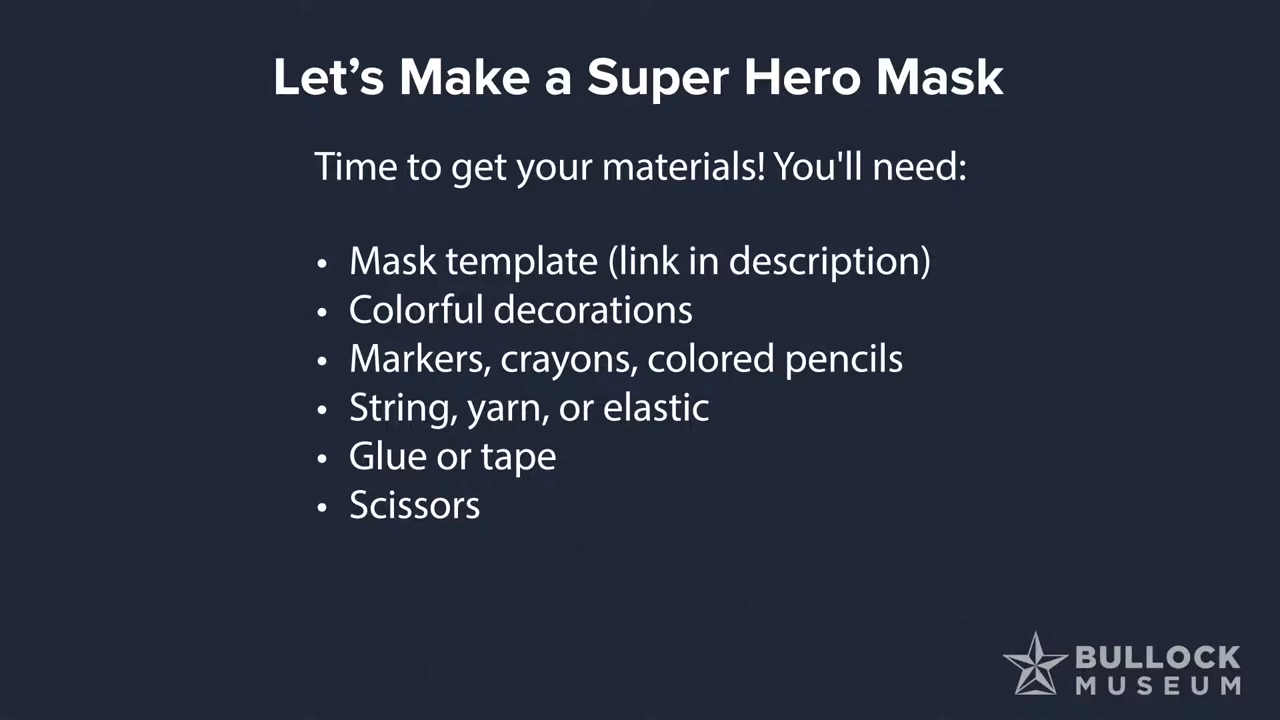 Let’s Make a Super Hero Mask
Time to get your materials! You'll need:
• Mask template (link in description)
• Colorful decorations
• Markers, crayons, colored pencils
• String, yarn, or elastic
• Glue or tape
• Scissors
BULLOCK
MUSEUM